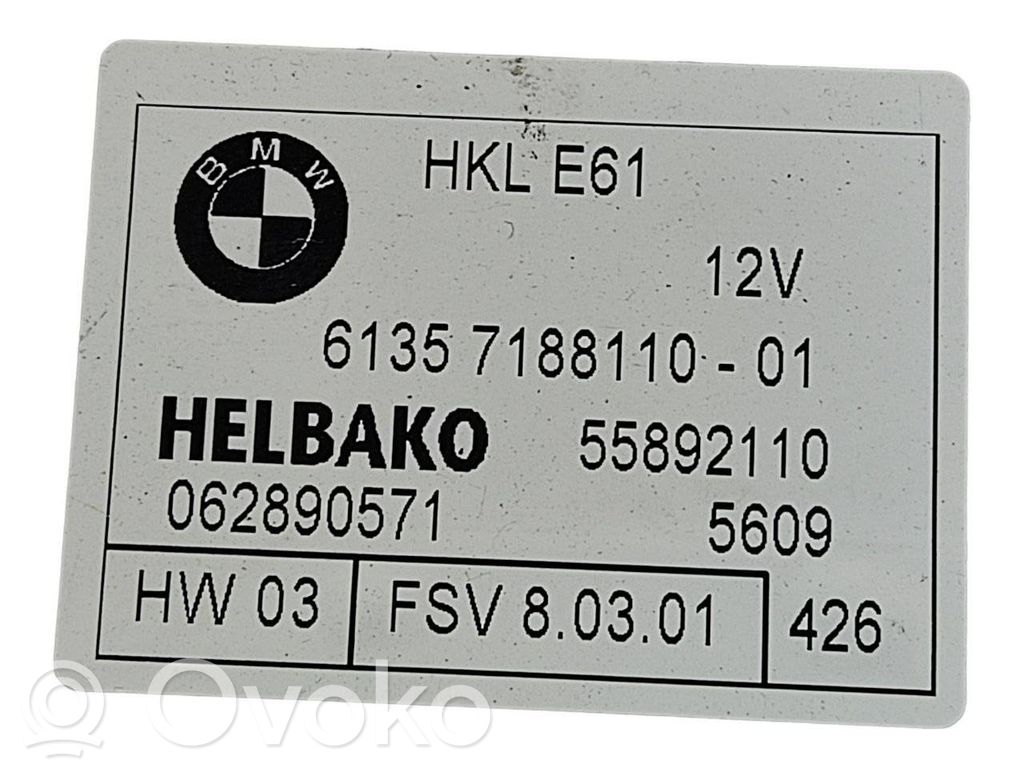 BMW
HKL E61
12V
6135 7188110 - 01
HELBAKO 55892110
062890571 5609
HW 03 FSV 8.03.01 426
Ovoko